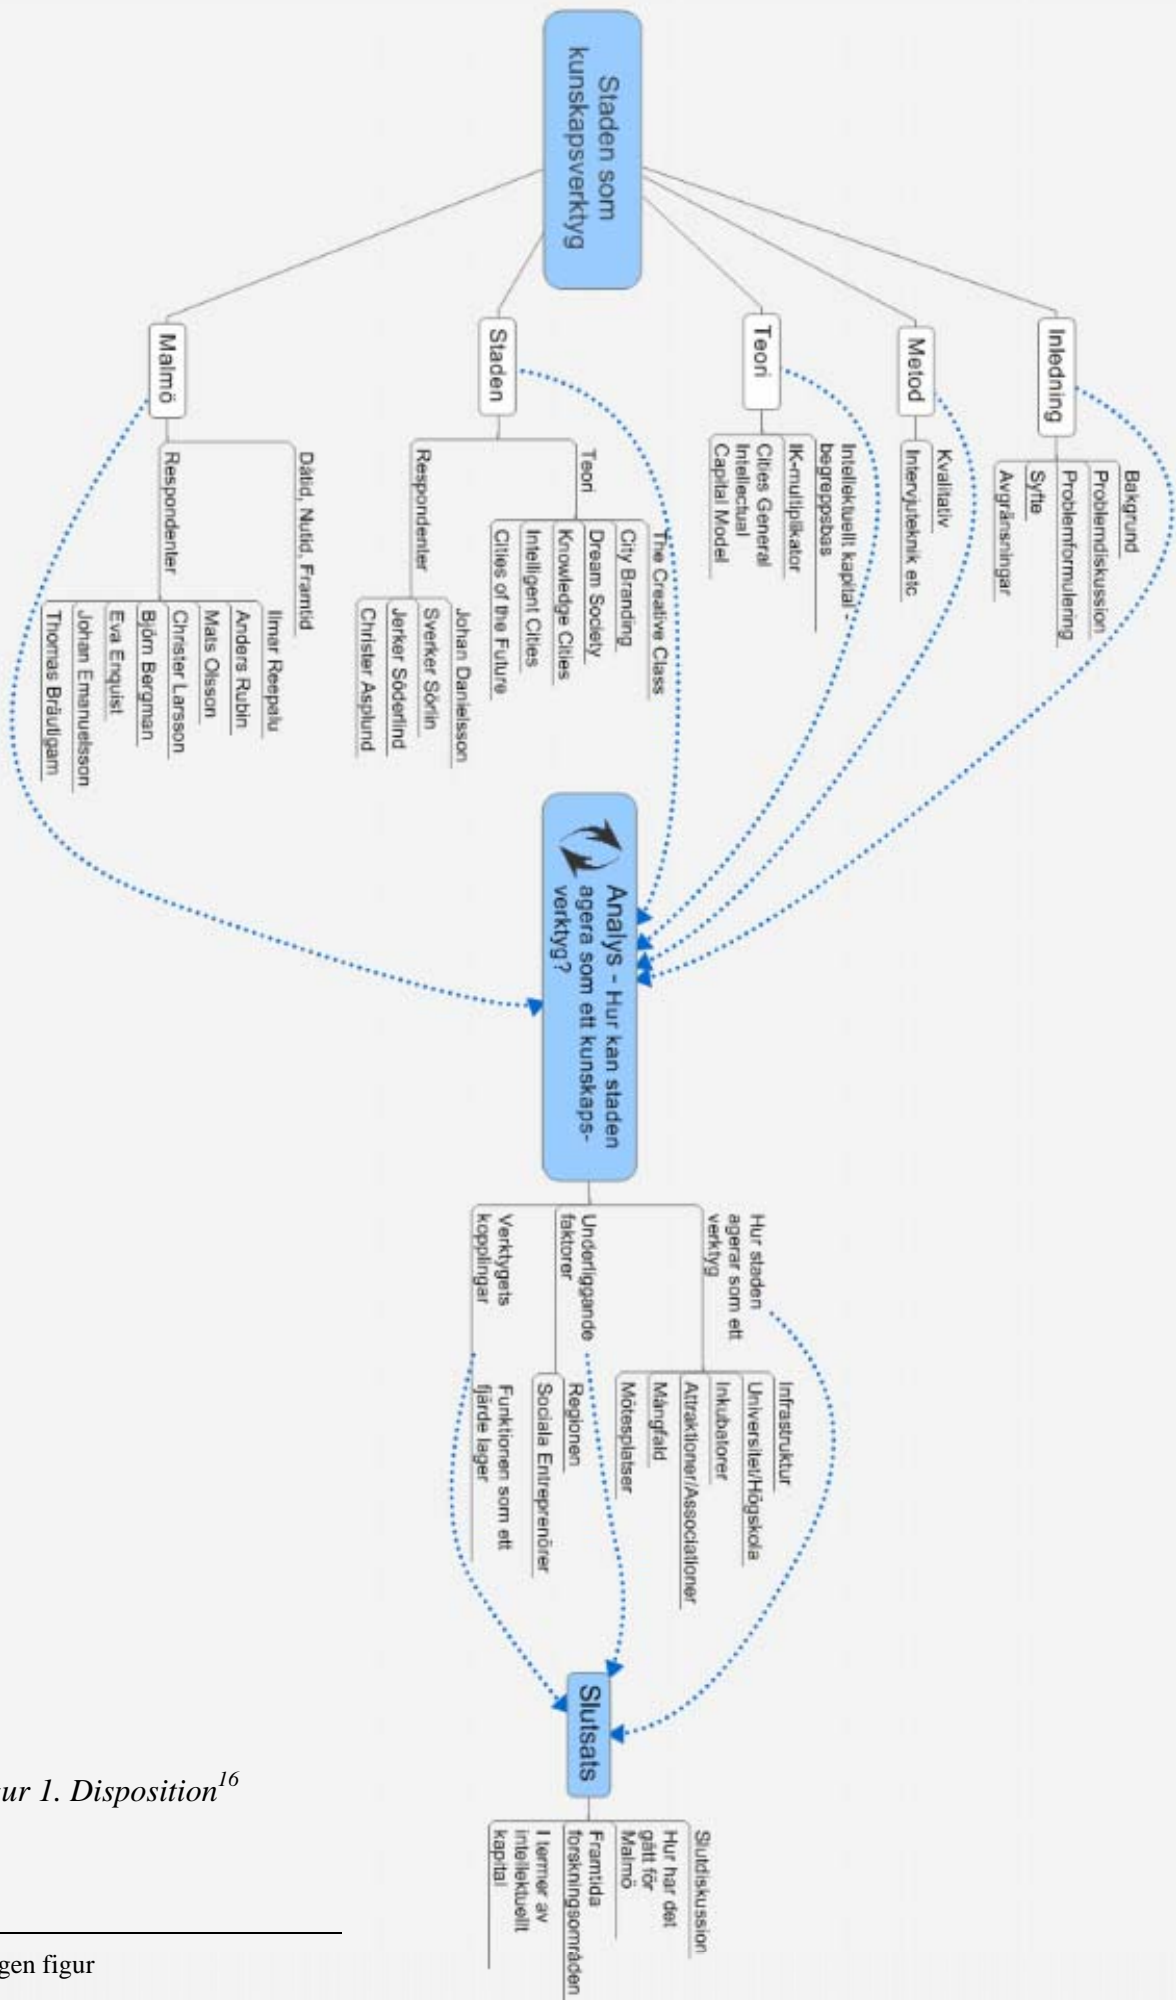 Staden som
kunskapsverktyg
Inledning
Bakgrund
Problemdiskussion
Problemformulering
Syfte
Avgränsningar
Metod
Kvalitativ
Intervjuteknik etc
Teori
Intellektuellt kapital -
begreppsbas
IK-multiplikator
Cities General
Intellectual
Capital Model
Staden
Teori
The Creative Class
City Branding
Dream Society
Knowledge Cities
Intelligent Cities
Cities of the Future
Respondenter
Johan Danielsson
Sverker Sörlin
Jerker Söderlind
Christer Asplund
Malmö
Dåtid, Nutid, Framtid
Respondenter
Ilmar Reepalu
Anders Rubin
Mats Olsson
Christer Larsson
Björn Bergman
Eva Enquist
Johan Emanuelsson
Thomas Bräutigam
Analys - Hur kan staden
agera som ett kunskaps-
verktyg?
Hur staden
agerar som ett
verktyg
Infrastruktur
Universitet/Högskola
Inkubatorer
Attraktioner/Associationer
Mångfald
Mötesplatser
Underliggande
faktorer
Regionen
Sociala Entreprenörer
Verktygets
kopplingar
Funktionen som ett
fjärde lager
Slutsats
Slutdiskussion
Hur har det
gått för
Malmö
Framtida
forskningsområden
I termer av
intellektuellt
kapital
ur 1. Disposition16
gen figur